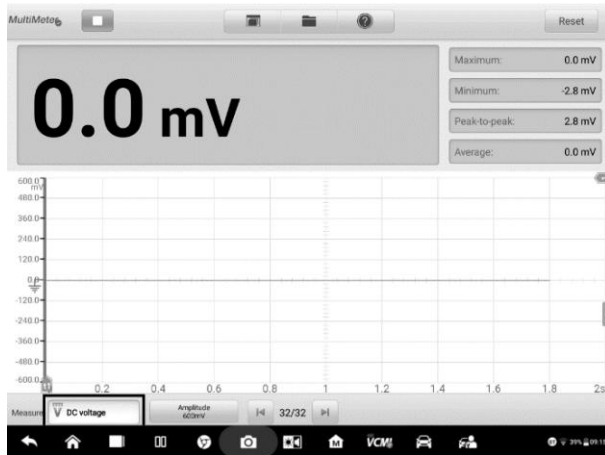 MultiMeter
Reset
0.0 mV
Maximum: 0.0 mV
Minimum: -2.8 mV
Peak-to-peak: 2.8 mV
Average: 0.0 mV
600.0
mV
480.0
360.0
240.0
120.0
0.0
-120.0
-240.0
-360.0
-480.0
-600.0
0.2 0.4 0.6 0.8 1 1.2 1.4 1.6 1.8 2s
Measure DC voltage
Amplitude
600mV
32/32
VCMI
39% 09:15